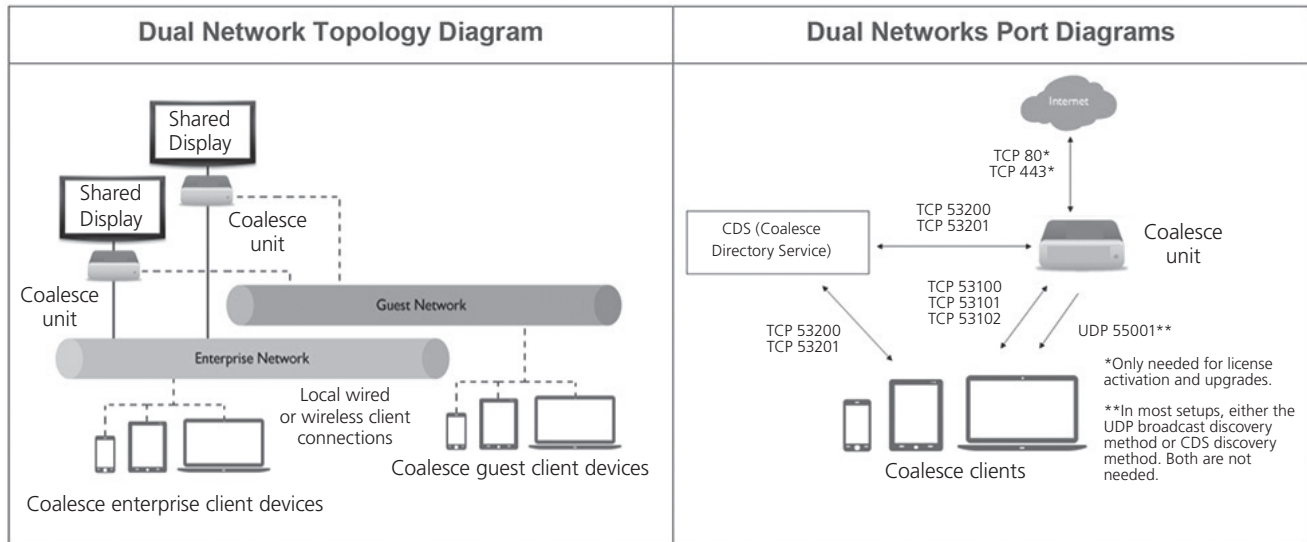 Dual Network Topology Diagram
Shared
Display
Shared
Display
Coalesce
unit
Coalesce
unit
Guest Network
Enterprise Network
Local wired
or wireless client
connections
Coalesce guest client devices
Coalesce enterprise client devices
Dual Networks Port Diagrams
Internet
TCP 80*
TCP 443*
CDS (Coalesce
Directory Service)
TCP 53200
TCP 53201
Coalesce
unit
TCP 53100
TCP 53101
TCP 53102
TCP 53200
TCP 53201
UDP 55001**
*Only needed for license
activation and upgrades.
**In most setups, either the
UDP broadcast discovery
method or CDS discovery
method. Both are not
needed.
Coalesce clients